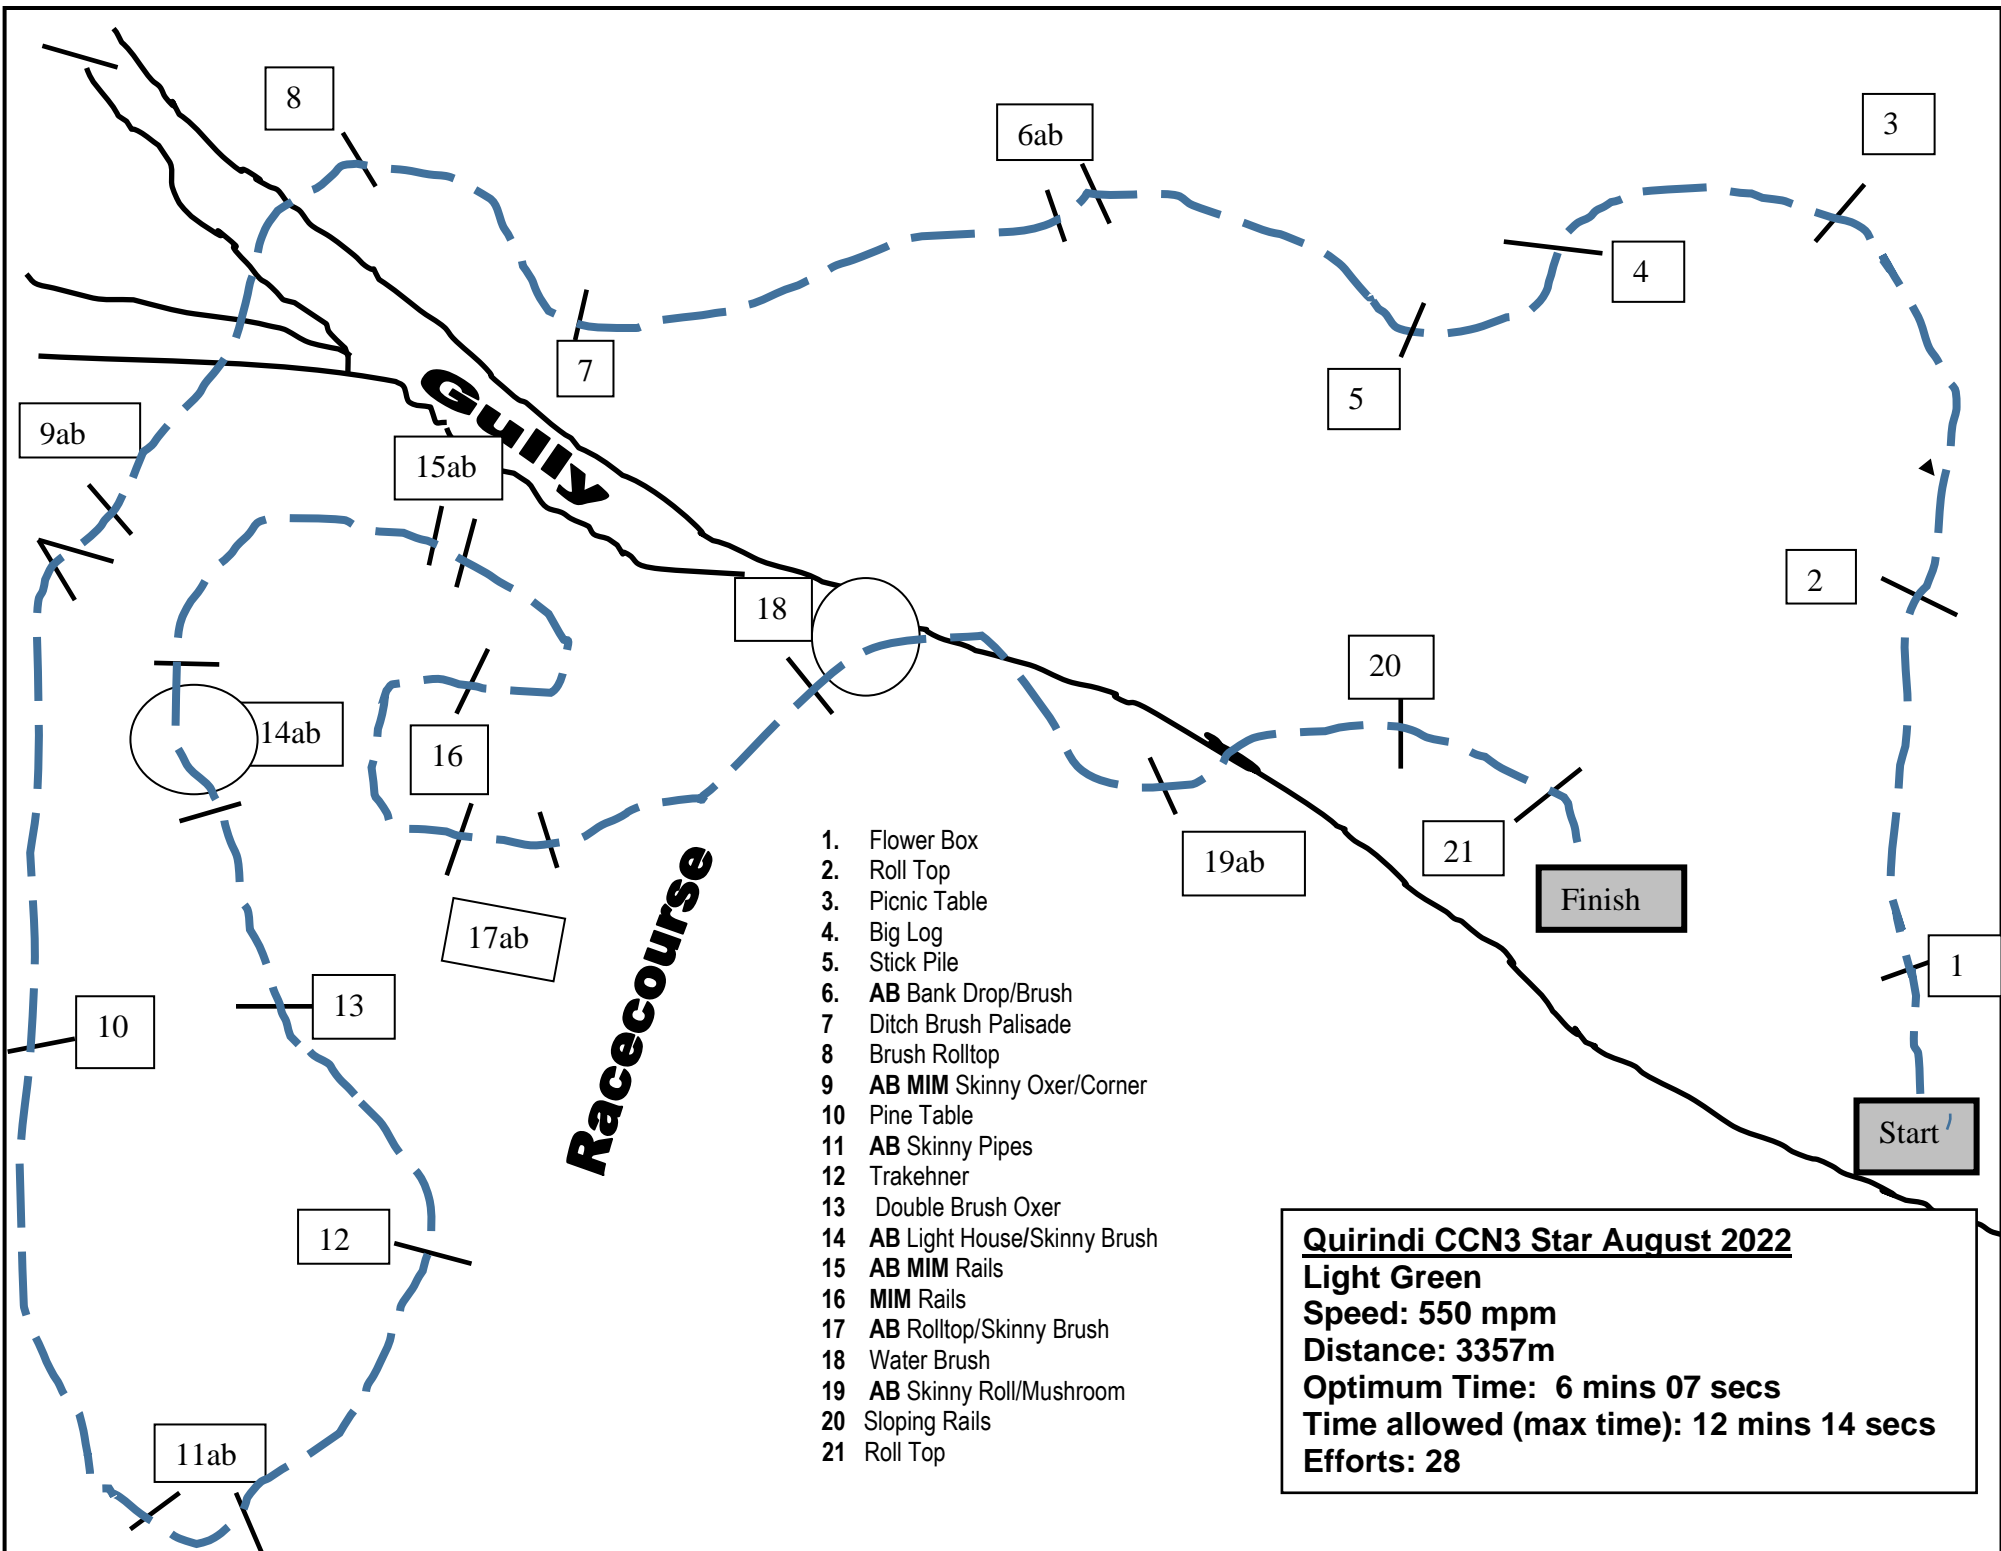 8
6ab
3
4
7
5
Gully
9ab
15ab
2
18
20
14ab
16
21
19ab
Finish
17ab
1
13
10
Racecourse
Start
12
11ab
1. Flower Box
2. Roll Top
3. Picnic Table
4. Big Log
5. Stick Pile
6. AB Bank Drop/Brush
7 Ditch Brush Palisade
8 Brush Rolltop
9 AB MIM Skinny Oxer/Corner
10 Pine Table
11 AB Skinny Pipes
12 Trakehner
13 Double Brush Oxer
14 AB Light House/Skinny Brush
15 AB MIM Rails
16 MIM Rails
17 AB Rolltop/Skinny Brush
18 Water Brush
19 AB Skinny Roll/Mushroom
20 Sloping Rails
21 Roll Top
Quirindi CCN3 Star August 2022
Light Green
Speed: 550 mpm
Distance: 3357m
Optimum Time: 6 mins 07 secs
Time allowed (max time): 12 mins 14 secs
Efforts: 28